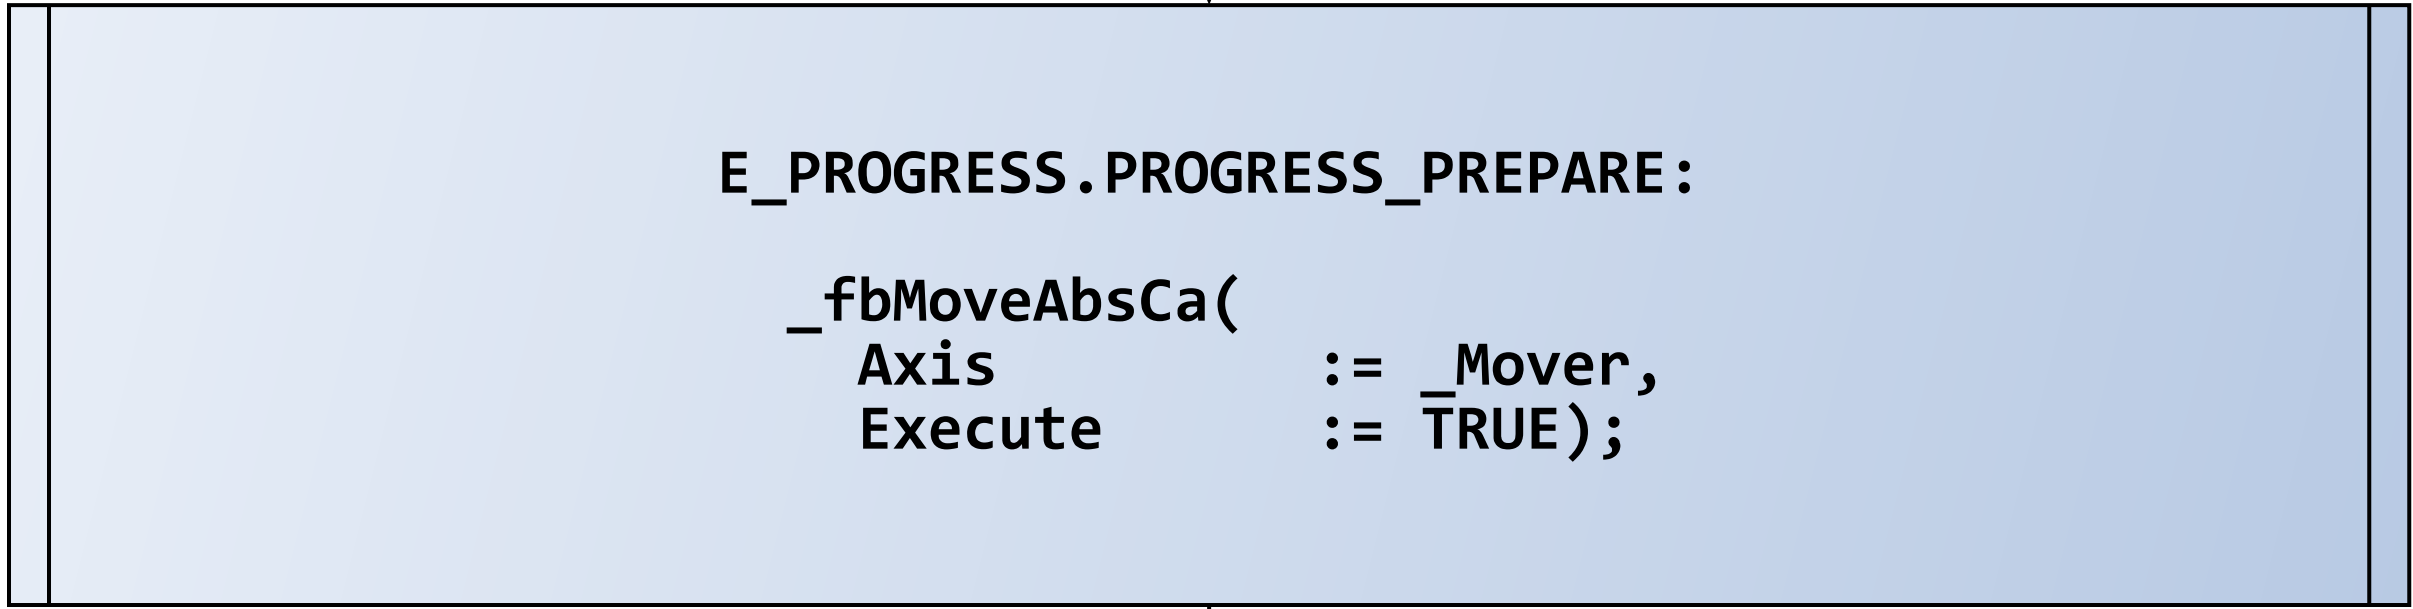 E_PROGRESS.PROGRESS_PREPARE:
_fbMoveAbsCa(
Axis := _Mover,
Execute := TRUE);